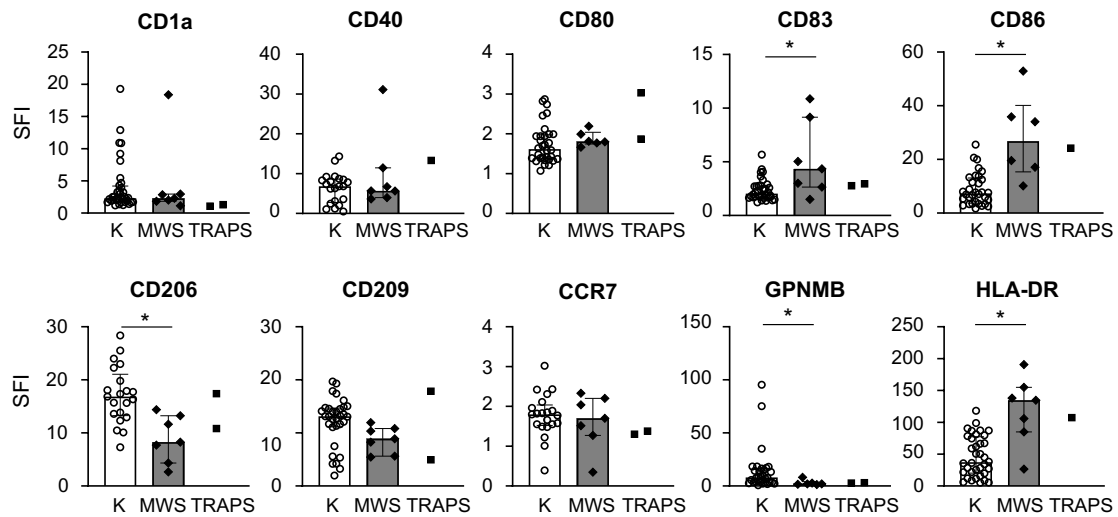 CD1a
CD40
CD80
CD83
CD86
SFI
25
20
15
10
5
0
K MWS TRAPS
40
30
20
10
0
K MWS TRAPS
4
3
2
1
0
K MWS TRAPS
15
10
5
0
*
K MWS TRAPS
60
40
20
0
*
K MWS TRAPS
CD206
CD209
CCR7
GPNMB
HLA-DR
SFI
30
20
10
0
*
K MWS TRAPS
30
20
10
0
K MWS TRAPS
4
3
2
1
0
K MWS TRAPS
150
100
50
0
*
K MWS TRAPS
250
200
150
100
50
0
*
K MWS TRAPS